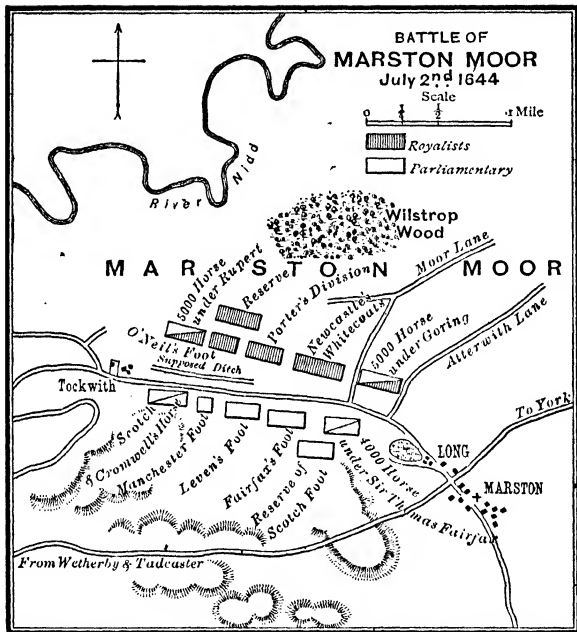 BATTLE OF
MARSTON MOOR
July 2nd 1644
Scale
0 ¼ ½ 1 Mile
Royalists
Parliamentary
River Nidd
Wilstrop
Wood
MARSTON MOOR
5000 Horse
under Rupert
Reserve
Porter's Division
Newcastle's
Whitecoats
Moor Lane
5000 Horse
under Goring
Atterwith Lane
O'Neil's Foot
Supposed Ditch
Tockwith
To York
Scotch
& Cromwell's Horse
Manchester Foot
Leven's Foot
Fairfax's Foot
Reserve of
Scotch Foot
4000 Horse
under Sir Thomas Fairfax
LONG
MARSTON
From Wetherby & Tadcaster